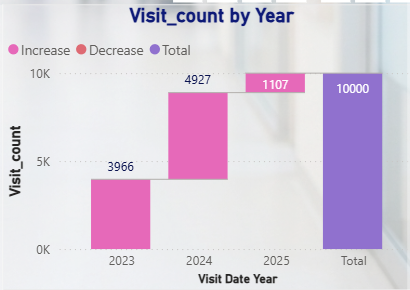 Visit_count by Year
Increase Decrease Total
10K
5K
0K
Visit_count
3966
4927
1107
10000
2023 2024 2025 Total
Visit Date Year